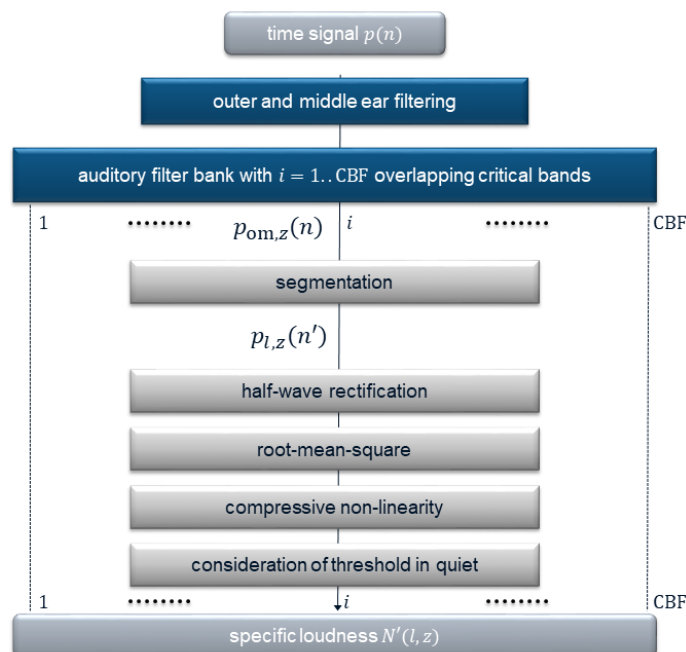 time signal p(n)
outer and middle ear filtering
auditory filter bank with i = 1..CBF overlapping critical bands
1 ........ p_om,z(n) i ........ CBF
segmentation
p_l,z(n′)
half-wave rectification
root-mean-square
compressive non-linearity
consideration of threshold in quiet
1 ........ i ........ CBF
specific loudness N′(l, z)